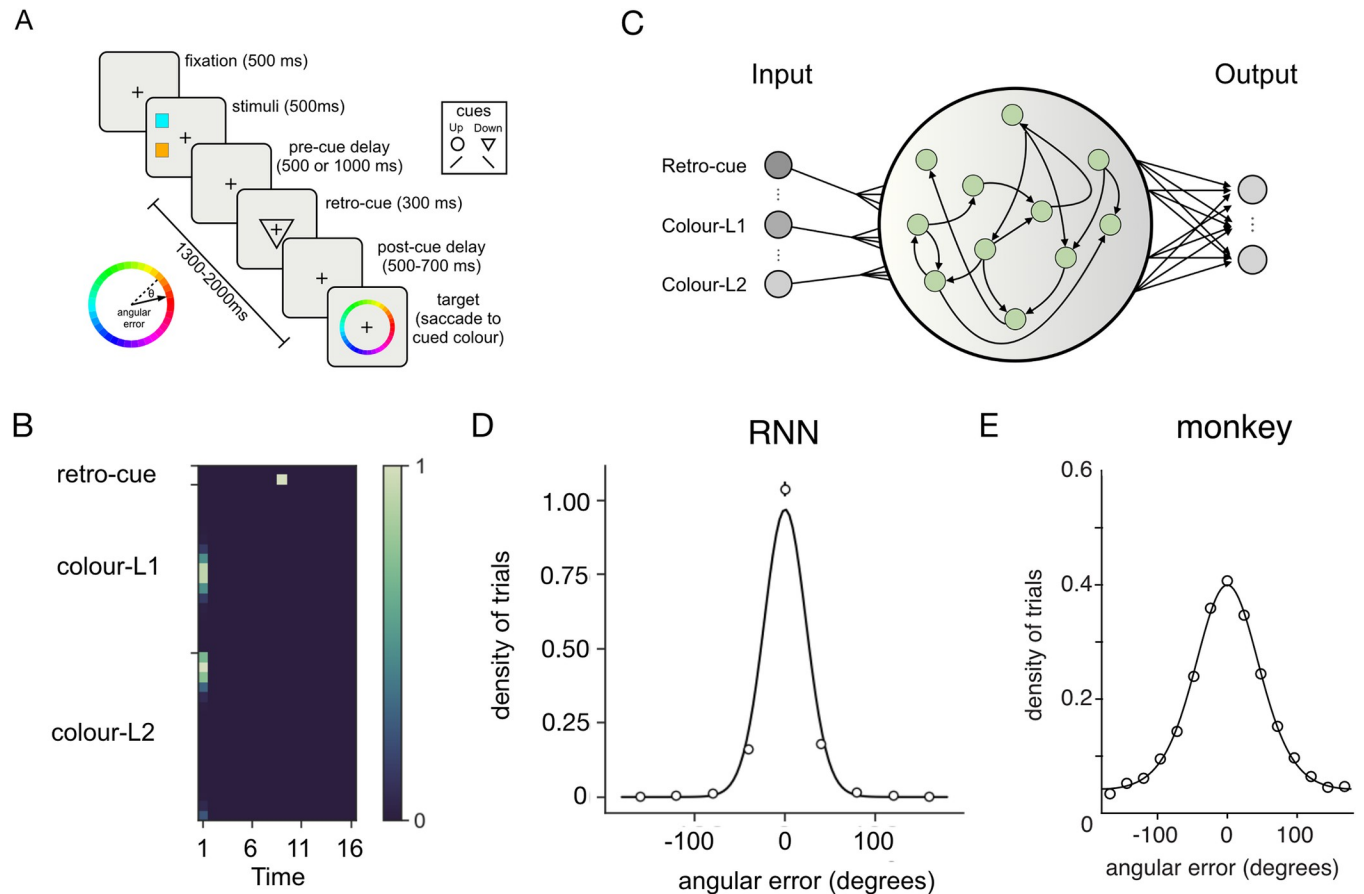 A
fixation (500 ms)
stimuli (500ms)
cues
Up Down
pre-cue delay
(500 or 1000 ms)
retro-cue (300 ms)
post-cue delay
(500-700 ms)
target
(saccade to
cued colour)
1300-2000ms
θ
angular
error
C
Input
Output
Retro-cue
Colour-L1
Colour-L2
B
retro-cue
colour-L1
colour-L2
1
0
1 6 11 16
Time
D
RNN
density of trials
1.00
0.75
0.50
0.25
0
-100 0 100
angular error (degrees)
E
monkey
density of trials
0.6
0.4
0.2
0
-100 0 100
angular error (degrees)